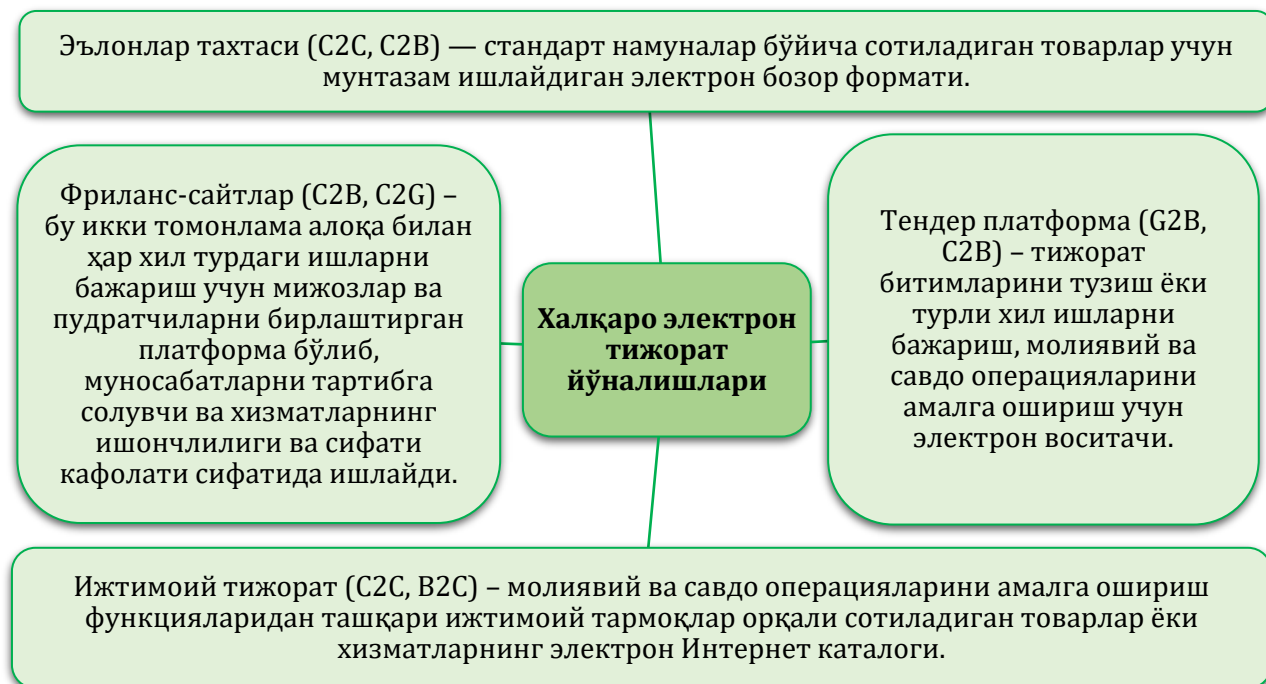 Эълонлар тахтаси (C2C, C2B) — стандарт намуналар бўйича сотиладиган товарлар учун
мунтазам ишлайдиган электрон бозор формати.
Фриланс-сайтлар (C2B, C2G) –
бу икки томонлама алоқа билан
ҳар хил турдаги ишларни
бажариш учун мижозлар ва
пудратчиларни бирлаштирган
платформа бўлиб,
муносабатларни тартибга
солувчи ва хизматларнинг
ишончлилиги ва сифати
кафолати сифатида ишлайди.
Халқаро электрон
тижорат
йўналишлари
Тендер платформа (G2B,
C2B) – тижорат
битимларини тузиш ёки
турли хил ишларни
бажариш, молиявий ва
савдо операцияларини
амалга ошириш учун
электрон воситачи.
Ижтимоий тижорат (C2C, B2C) – молиявий ва савдо операцияларини амалга ошириш
функцияларидан ташқари ижтимоий тармоқлар орқали сотиладиган товарлар ёки
хизматларнинг электрон Интернет каталоги.